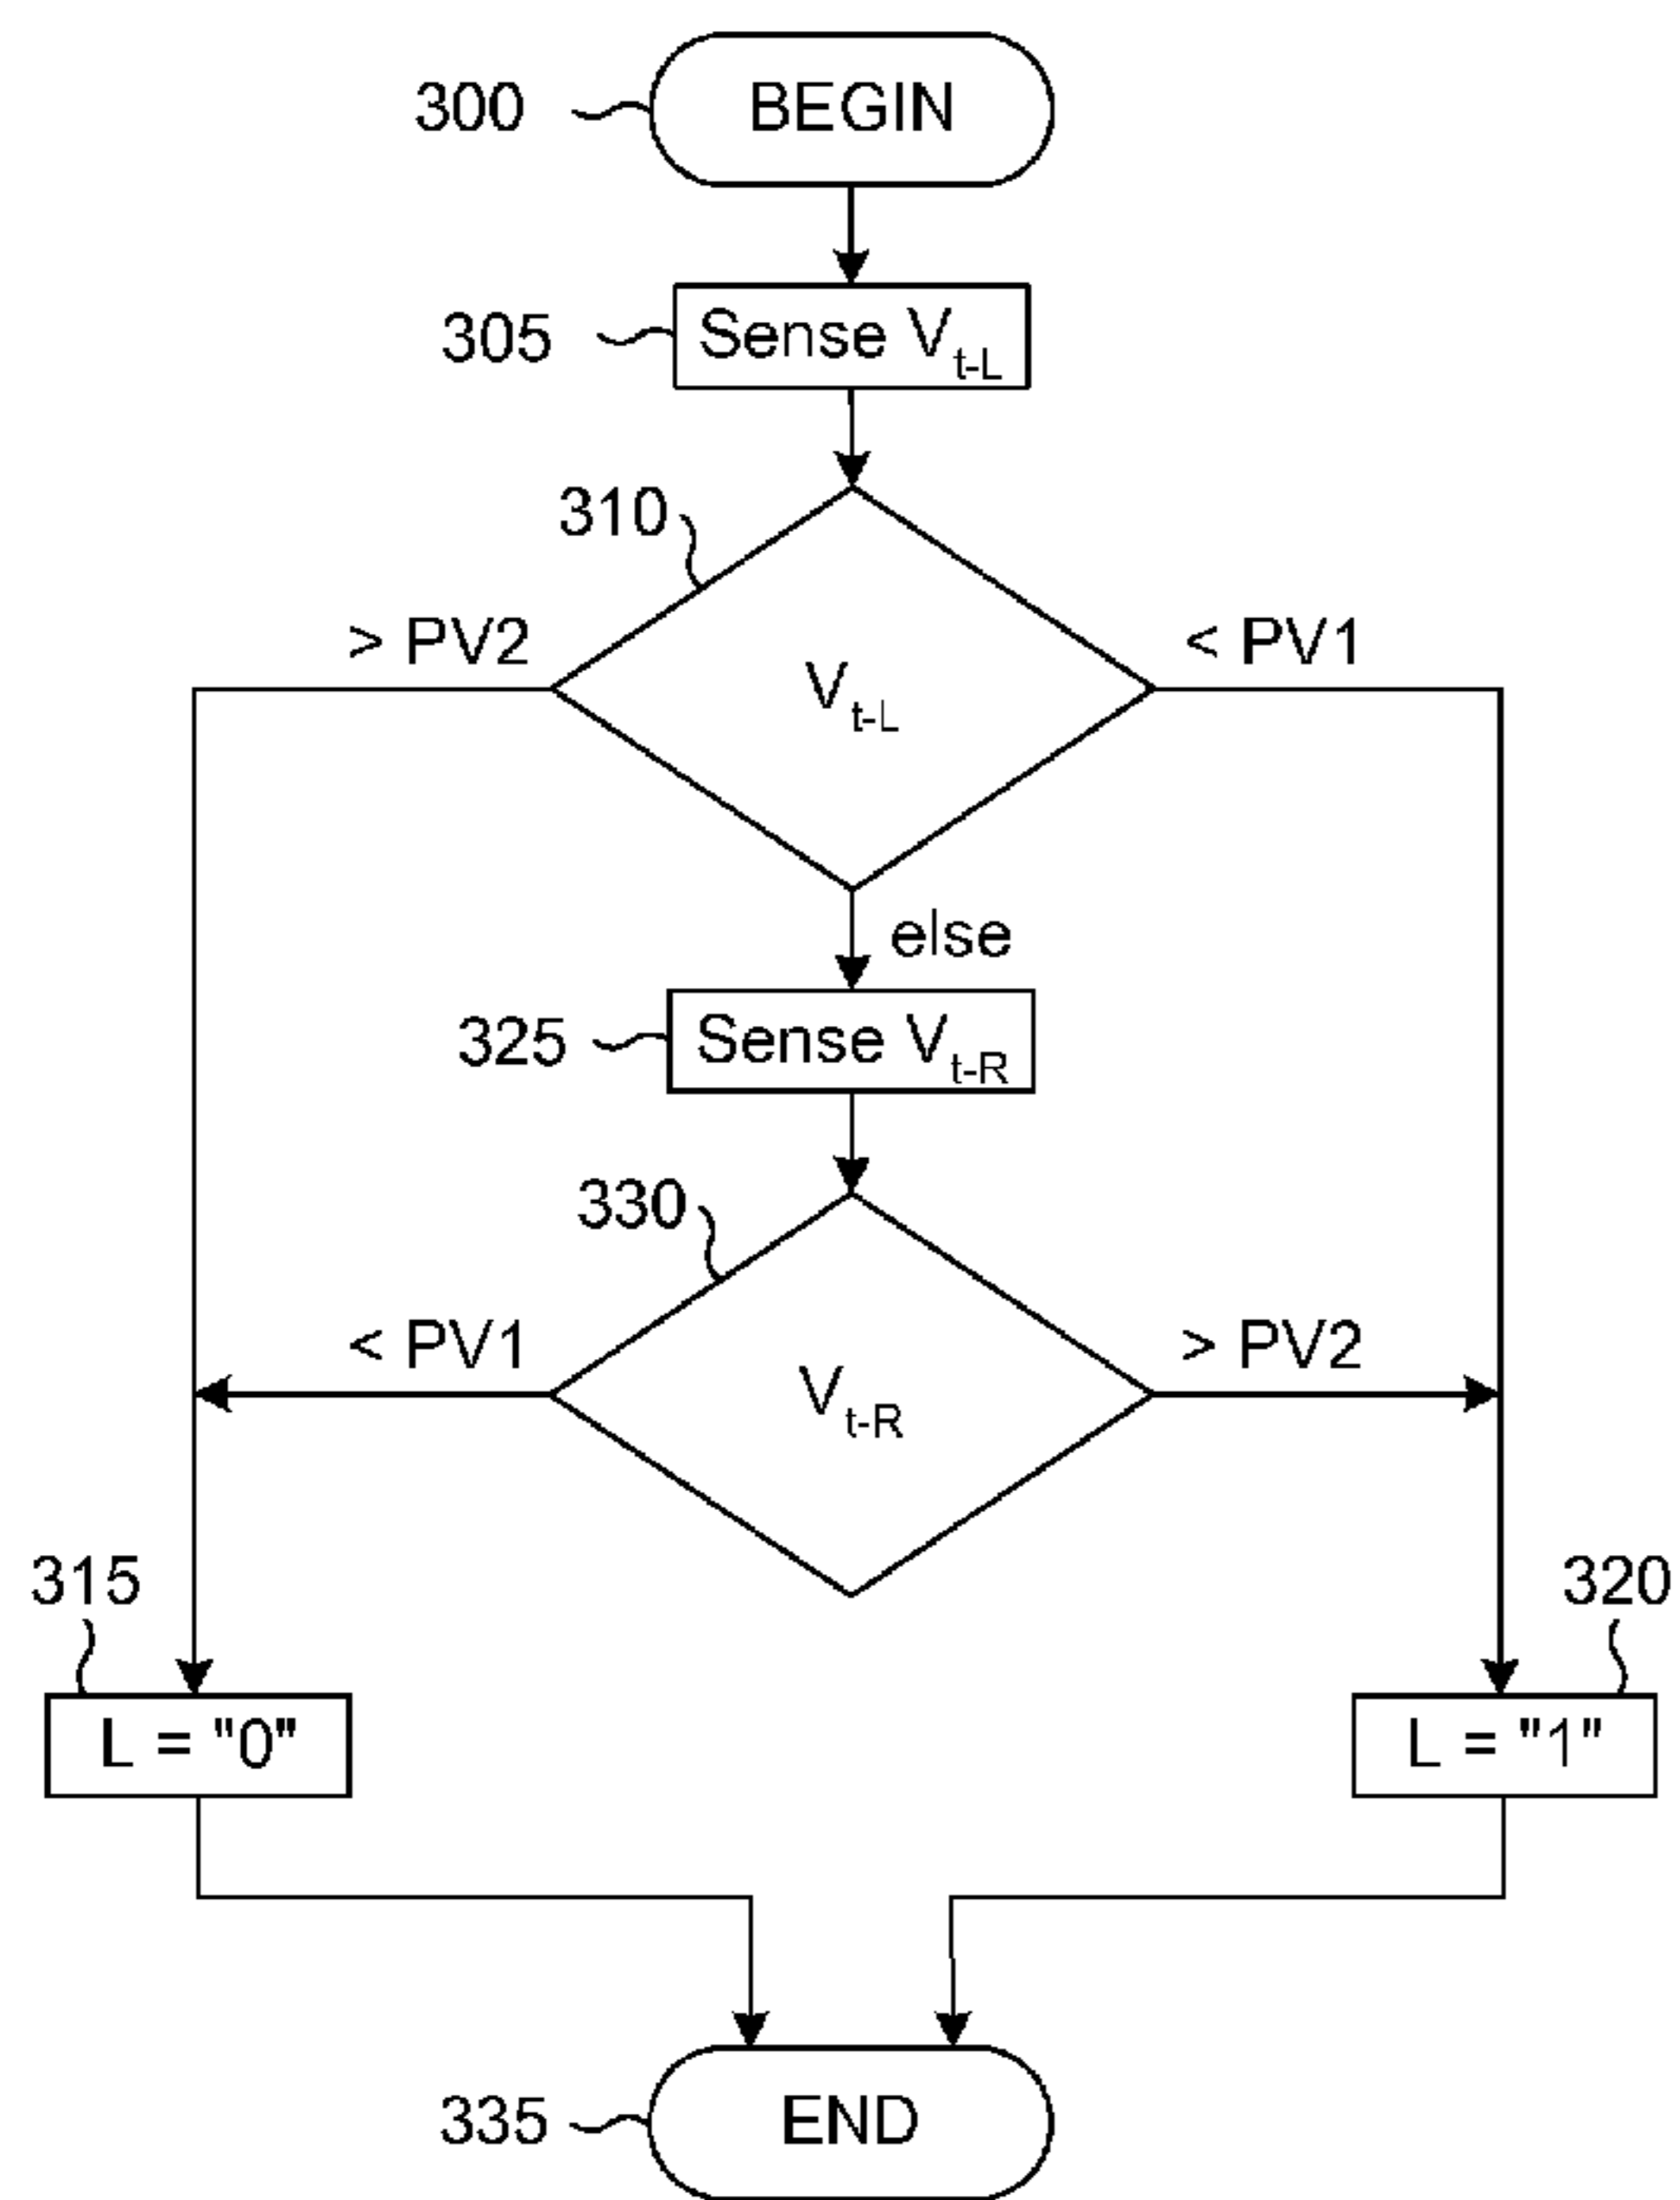 300
BEGIN
305
Sense Vt-L
310
> PV2
< PV1
Vt-L
else
325
Sense Vt-R
330
< PV1
> PV2
Vt-R
315
320
L = "0"
L = "1"
335
END